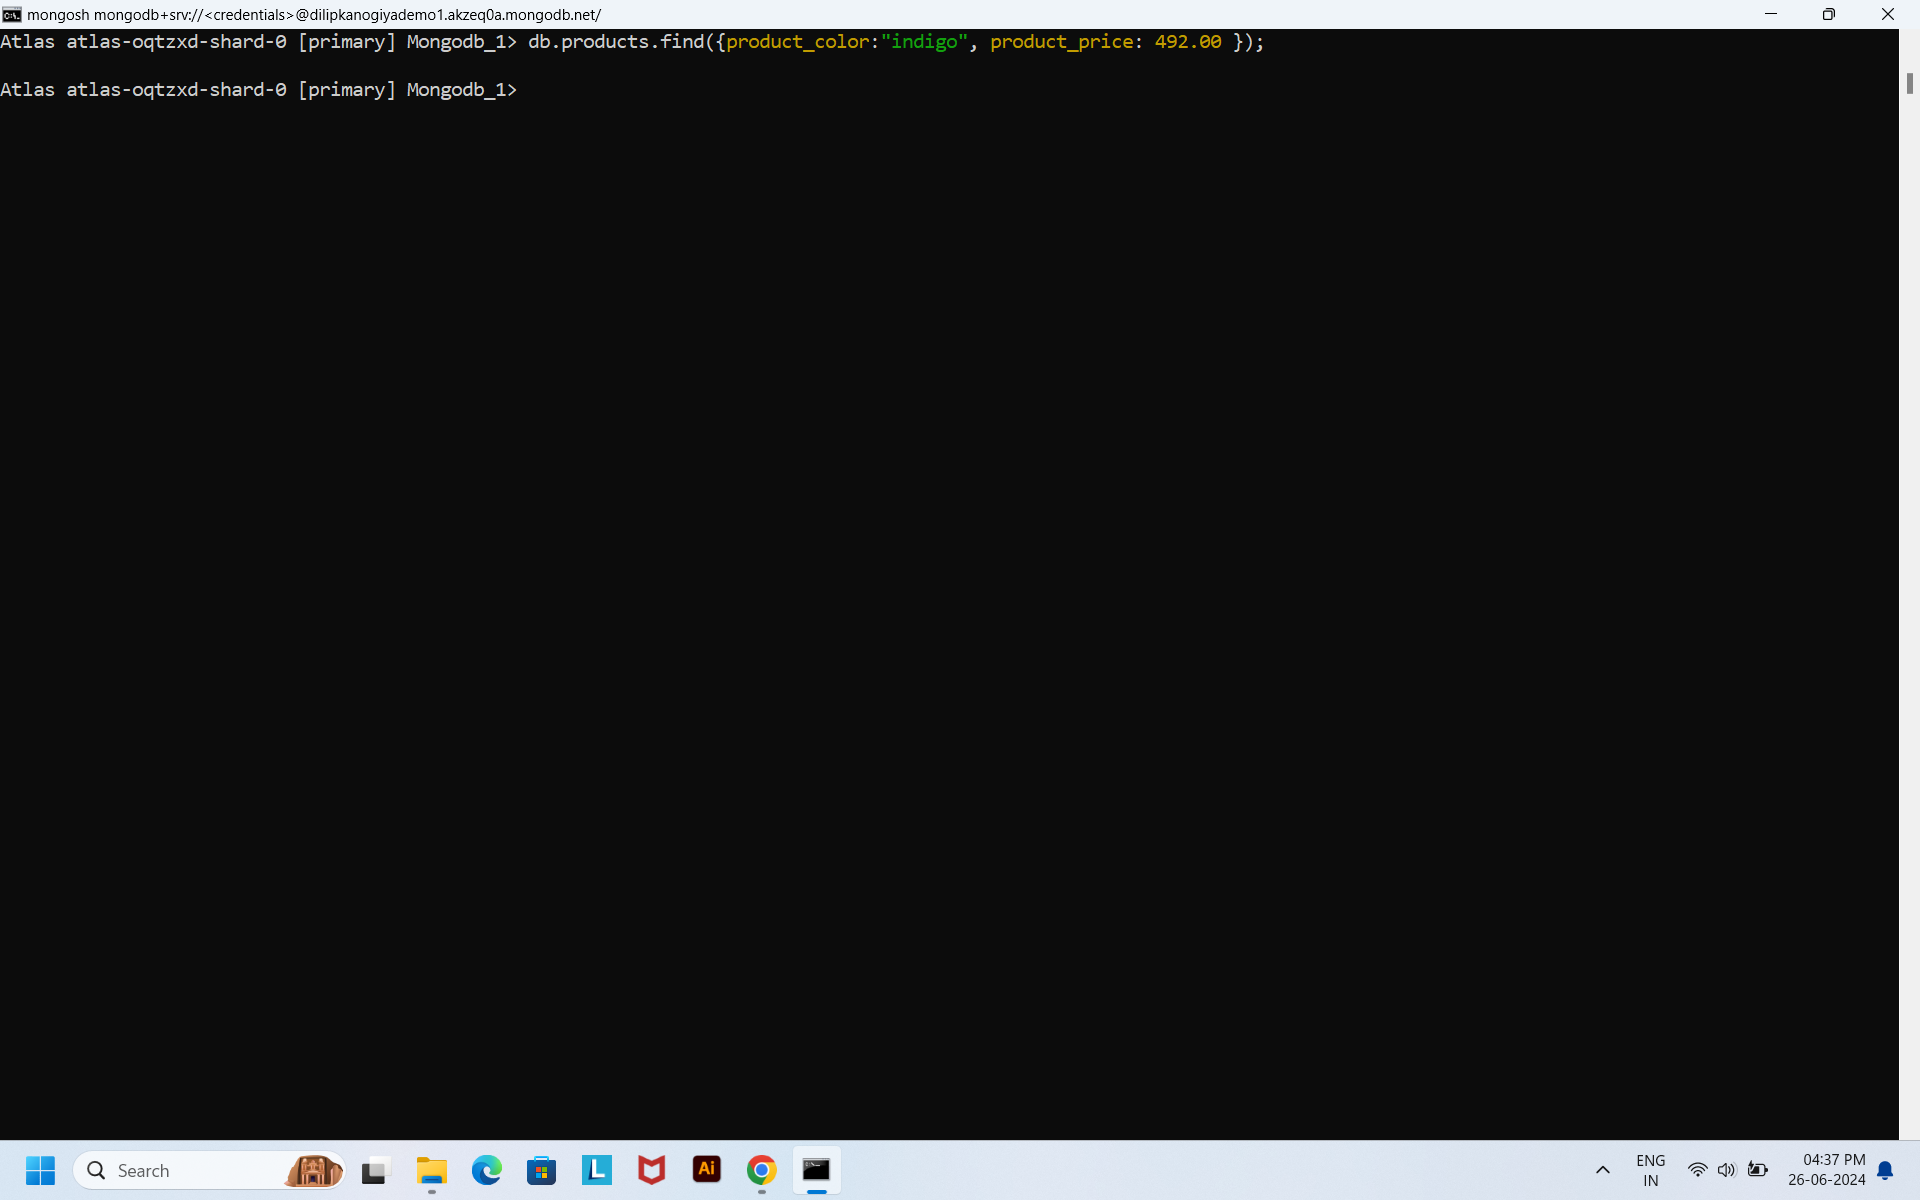 mongosh mongodb+srv://<credentials>@dilipkanogiyademo1.akzeq0a.mongodb.net/
Atlas atlas-oqtzxd-shard-0 [primary] Mongodb_1> db.products.find({product_color:"indigo", product_price: 492.00 });
Atlas atlas-oqtzxd-shard-0 [primary] Mongodb_1>
Search
L
Ai
ENG
IN
04:37 PM
26-06-2024